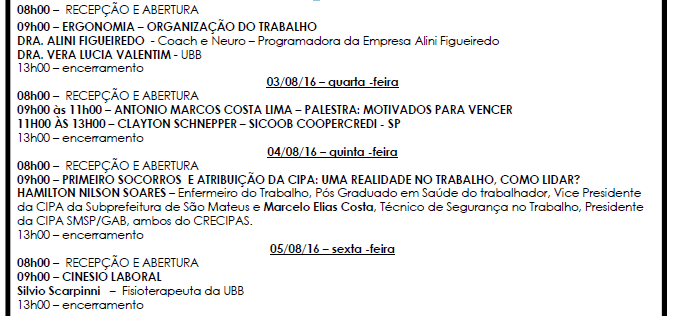 08h00 – RECEPÇÃO E ABERTURA
09h00 – ERGONOMIA – ORGANIZAÇÃO DO TRABALHO
DRA. ALINI FIGUEIREDO - Coach e Neuro – Programadora da Empresa Alini Figueiredo
DRA. VERA LUCIA VALENTIM - UBB
13h00 – encerramento
03/08/16 – quarta -feira
08h00 – RECEPÇÃO E ABERTURA
09h00 às 11h00 – ANTONIO MARCOS COSTA LIMA – PALESTRA: MOTIVADOS PARA VENCER
11H00 ÀS 13H00 – CLAYTON SCHNEPPER – SICOOB COOPERCREDI - SP
13h00 – encerramento
04/08/16 – quinta -feira
08h00 – RECEPÇÃO E ABERTURA
09h00 – PRIMEIRO SOCORROS E ATRIBUIÇÃO DA CIPA: UMA REALIDADE NO TRABALHO, COMO LIDAR?
HAMILTON NILSON SOARES – Enfermeiro do Trabalho, Pós Graduado em Saúde do trabalhador, Vice Presidente
da CIPA da Subprefeitura de São Mateus e Marcelo Elias Costa, Técnico de Segurança no Trabalho, Presidente
da CIPA SMSP/GAB, ambos do CRECIPAS.
13h00 – encerramento
05/08/16 – sexta -feira
08h00 – RECEPÇÃO E ABERTURA
09h00 – CINESIO LABORAL
Silvio Scarpinni – Fisioterapeuta da UBB
13h00 – encerramento